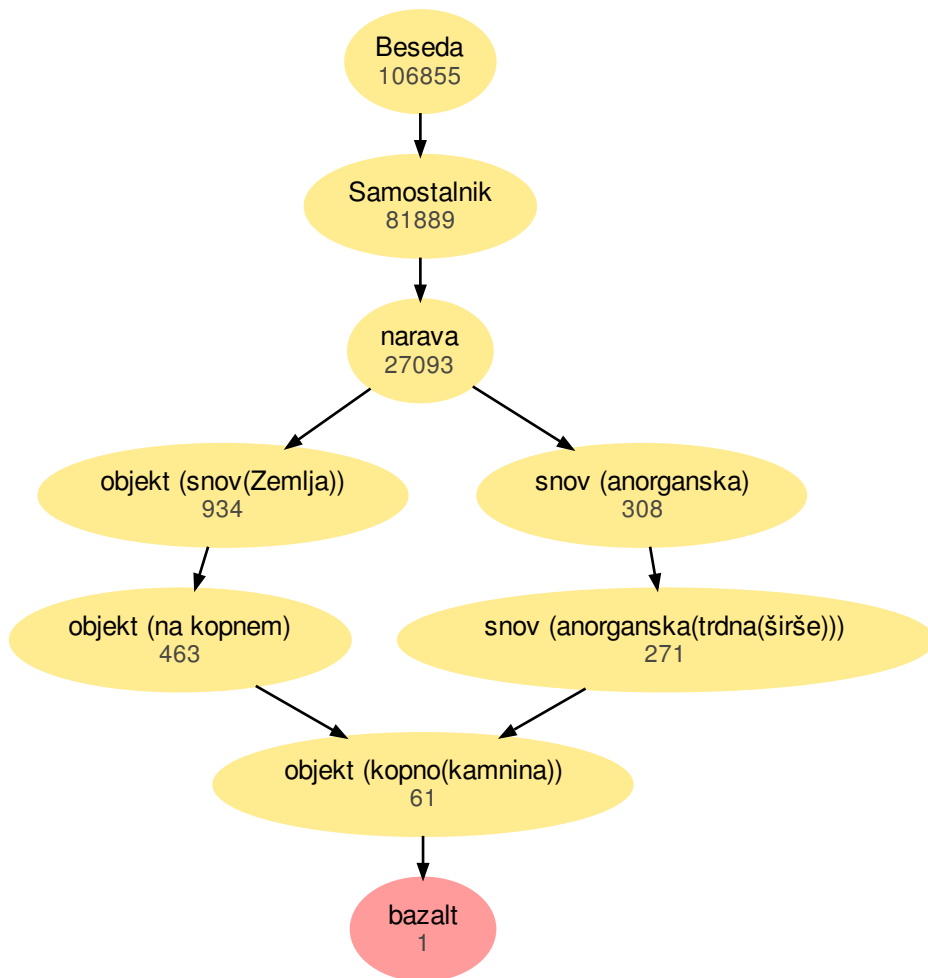 Beseda
106855
Samostalnik
81889
narava
27093
objekt (snov(Zemlja))
934
snov (anorganska)
308
objekt (na kopnem)
463
snov (anorganska(trdna(širše)))
271
objekt (kopno(kamnina))
61
bazalt
1